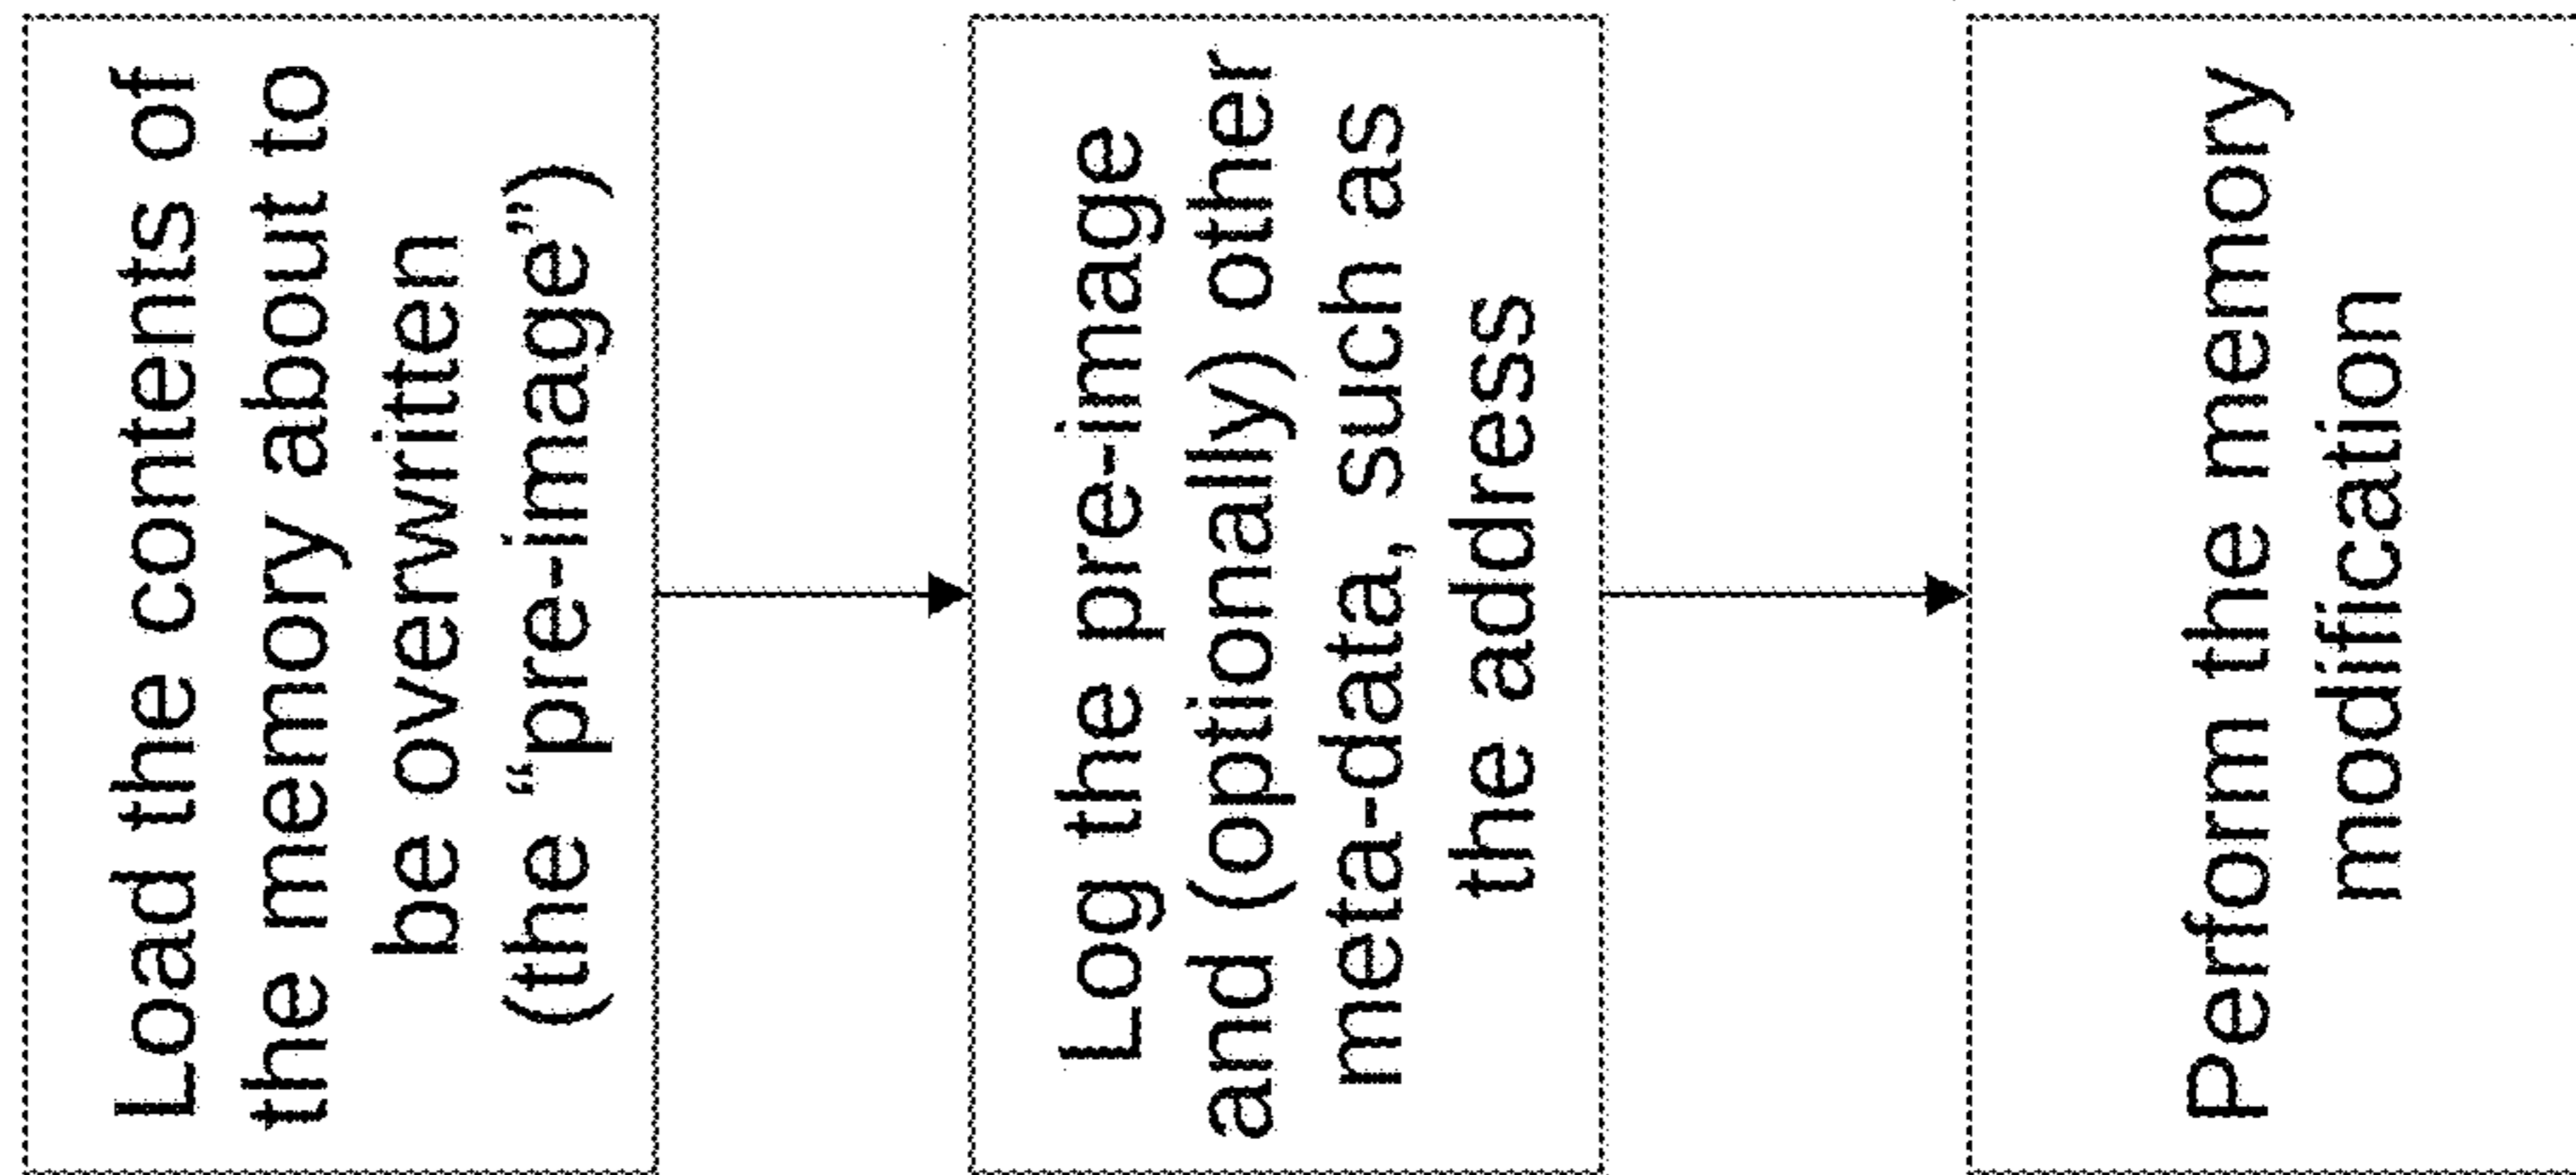 Load the contents of
the memory about to
be overwritten
(the “pre-image”)
Log the pre-image
and (optionally) other
meta-data, such as
the address
Perform the memory
modification